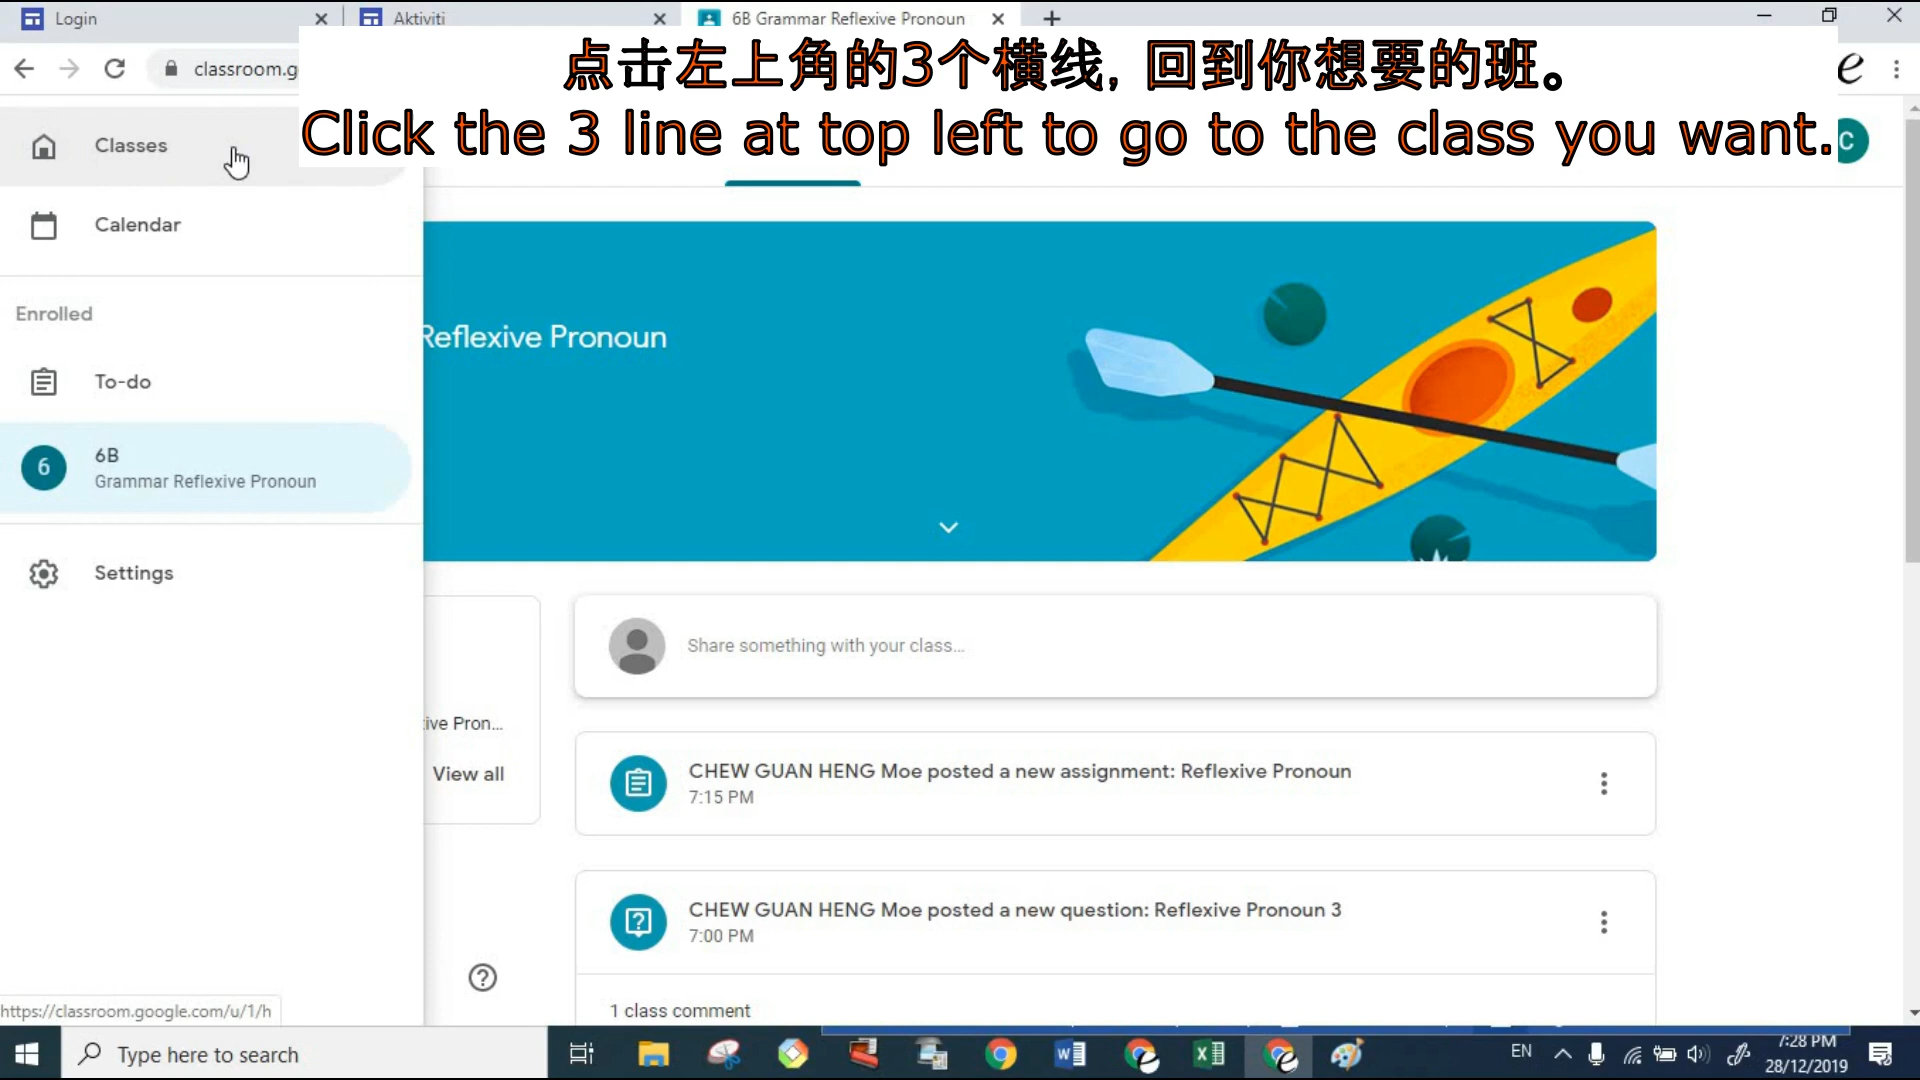 Login
Aktiviti
6B Grammar Reflexive Pronoun
classroom.g
点击左上角的3个横线, 回到你想要的班。
Click the 3 line at top left to go to the class you want.
C
Classes
Calendar
Enrolled
To-do
6
6B
Grammar Reflexive Pronoun
Settings
Reflexive Pronoun
Share something with your class...
tive Pron...
View all
CHEW GUAN HENG Moe posted a new assignment: Reflexive Pronoun
7:15 PM
CHEW GUAN HENG Moe posted a new question: Reflexive Pronoun 3
7:00 PM
1 class comment
https://classroom.google.com/u/1/h
Type here to search
EN
7:28 PM
28/12/2019